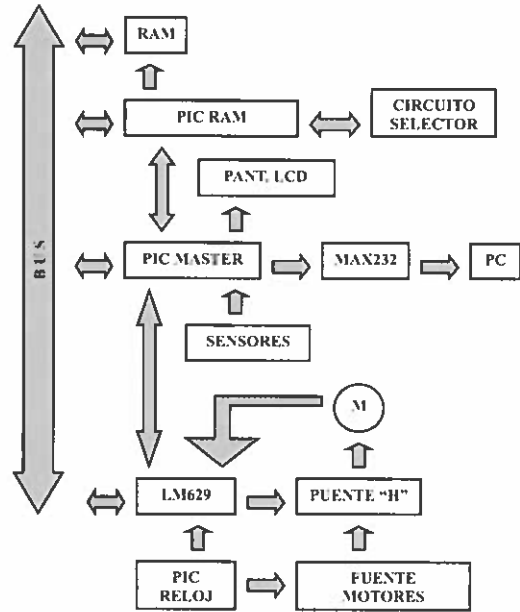 RAM
PIC RAM
CIRCUITO
SELECTOR
PANT. LCD
BUS
PIC MASTER
MAX232
PC
SENSORES
M
LM629
PUENTE “H”
PIC
RELOJ
FUENTE
MOTORES